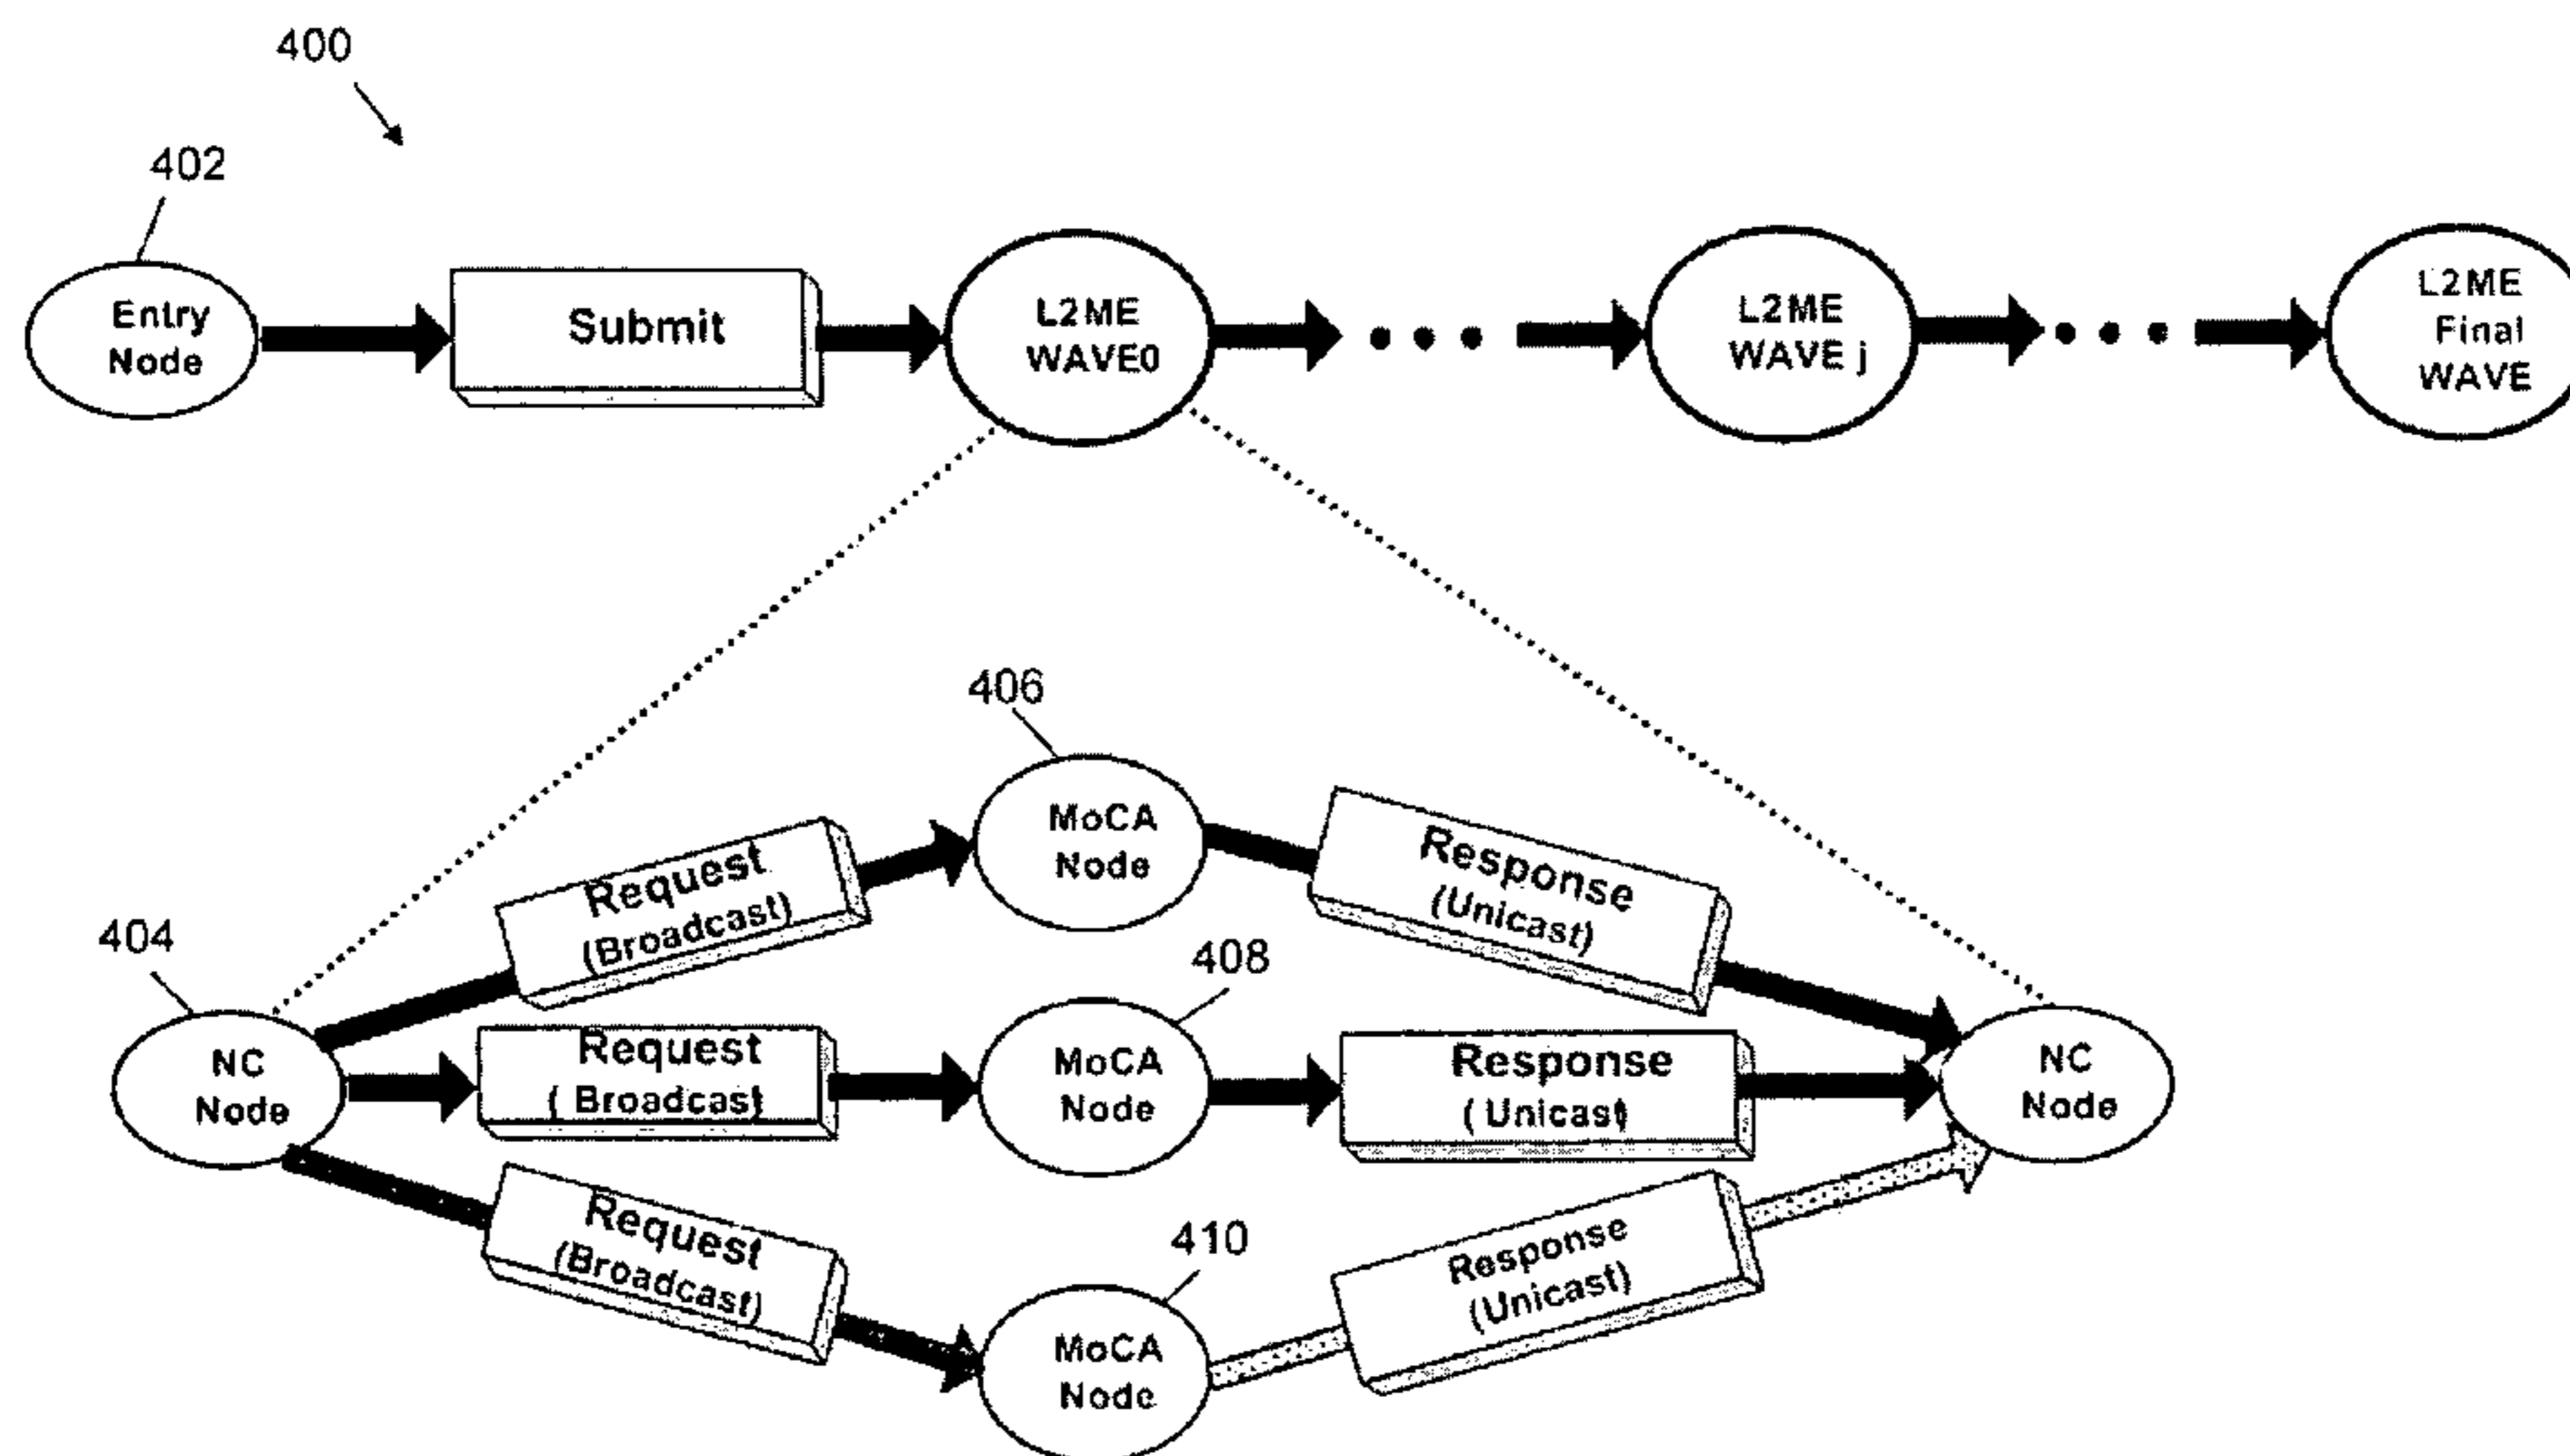 400
402
Entry
Node
Submit
L2ME
WAVE0
L2ME
WAVE j
L2ME
Final
WAVE
406
MoCA
Node
Request
(Broadcast)
Response
(Unicast)
404
NC
Node
408
Request
( Broadcast)
MoCA
Node
Response
( Unicast)
NC
Node
Request
(Broadcast)
410
MoCA
Node
Response
(Unicast)